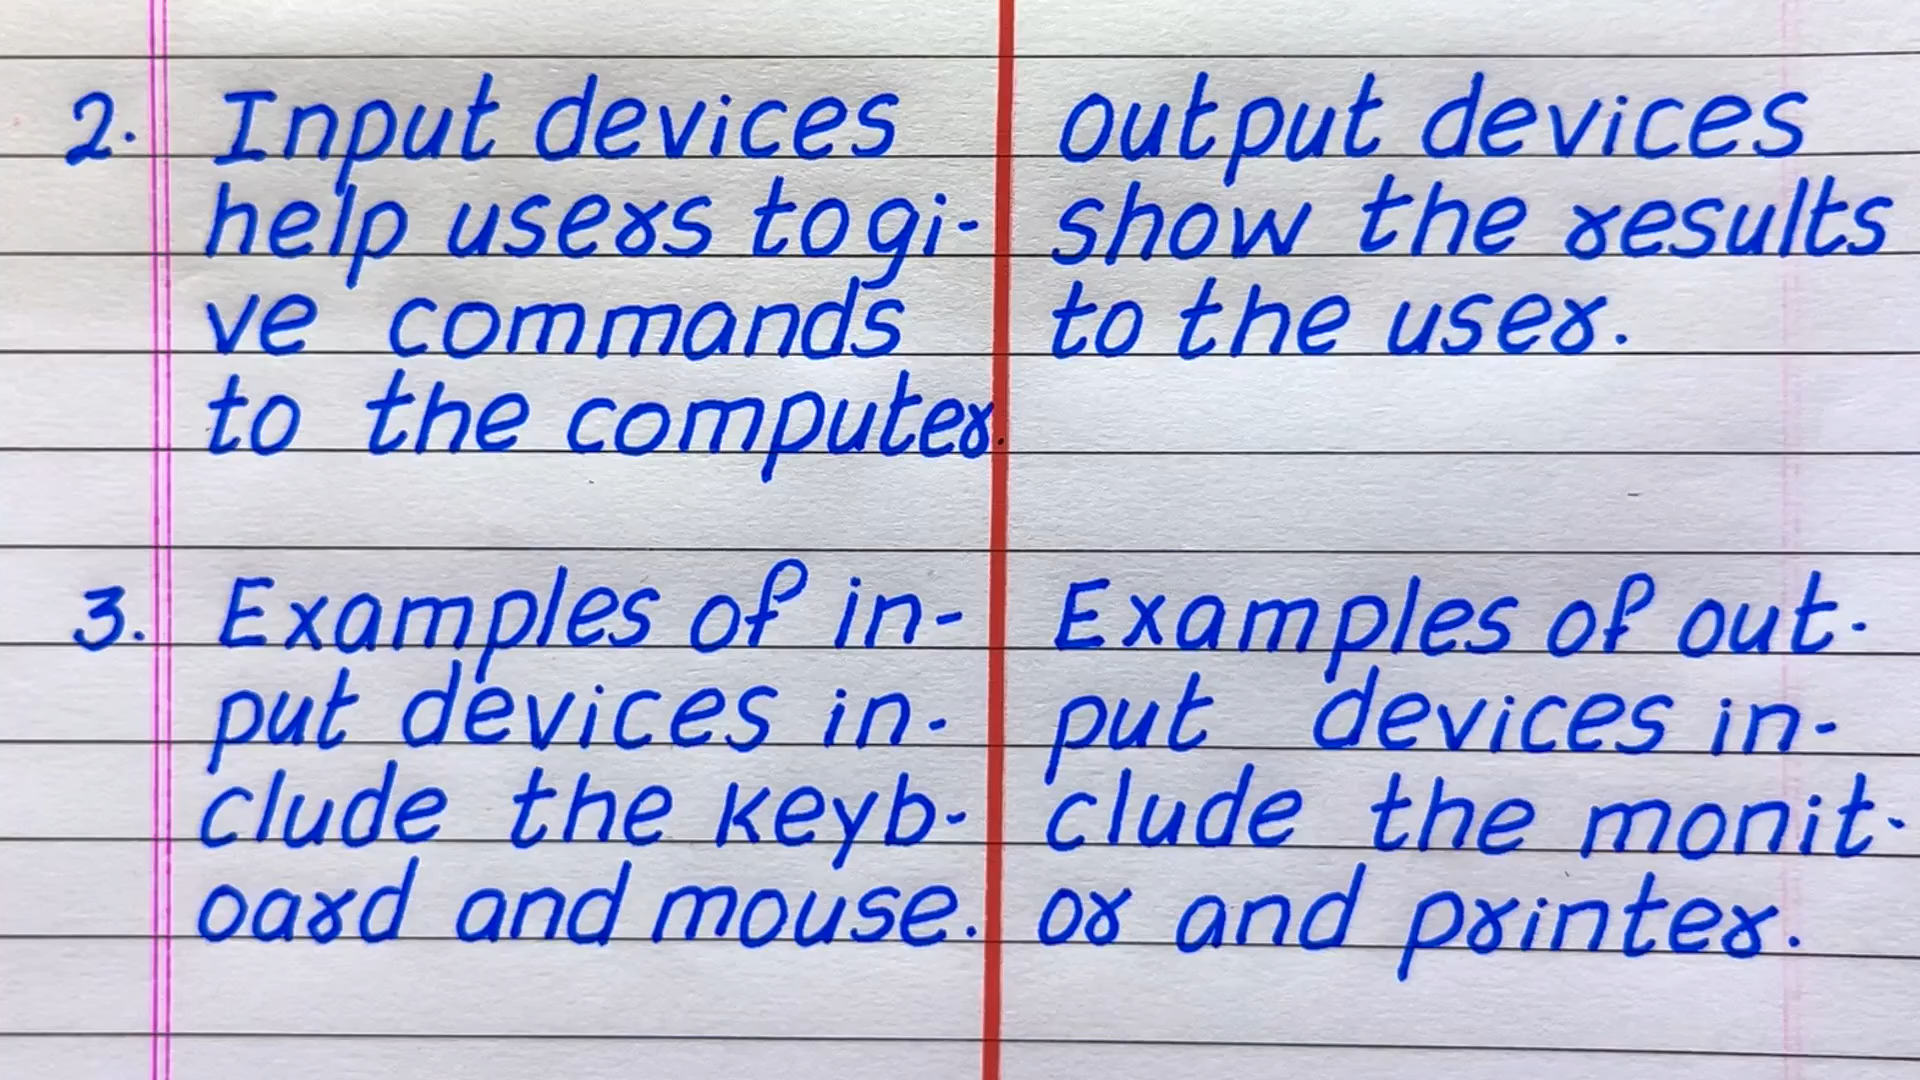 2. Input devices
help users to gi-
ve commands
to the computer.
output devices
show the results
to the user.
3. Examples of in-
put devices in-
clude the keyb-
oard and mouse.
Examples of out-
put devices in-
clude the monit-
or and printer.